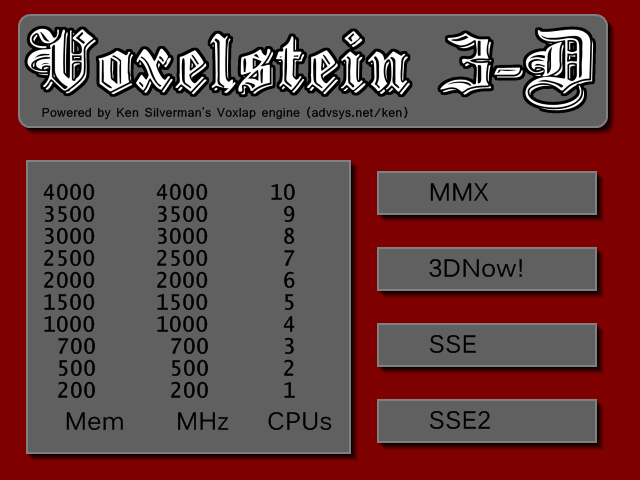 Voxelstein 3-D
Powered by Ken Silverman's Voxlap engine (advsys.net/ken)
4000 4000 10
3500 3500 9
3000 3000 8
2500 2500 7
2000 2000 6
1500 1500 5
1000 1000 4
700 700 3
500 500 2
200 200 1
Mem MHz CPUs
MMX
3DNow!
SSE
SSE2